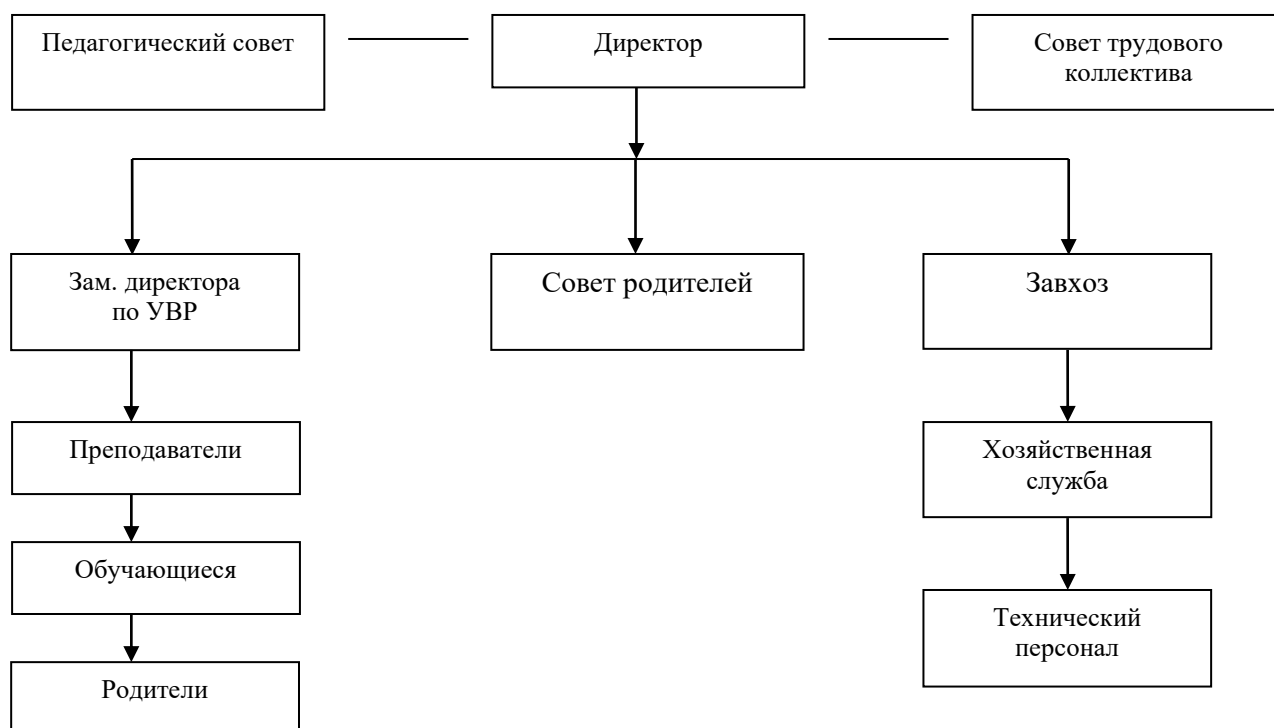 Педагогический совет
Директор
Совет трудового
коллектива
Зам. директора
по УВР
Совет родителей
Завхоз
Преподаватели
Хозяйственная
служба
Обучающиеся
Технический
персонал
Родители